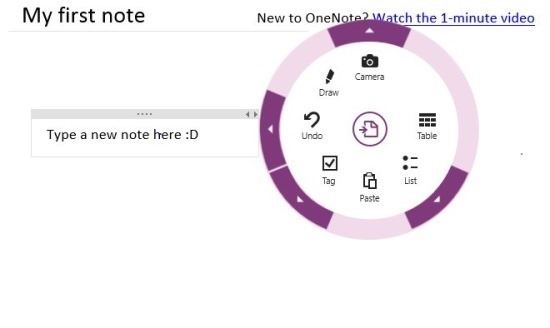 My first note
New to OneNote? Watch the 1-minute video
Camera
Draw
Type a new note here :D
Undo
Table
Tag
List
Paste